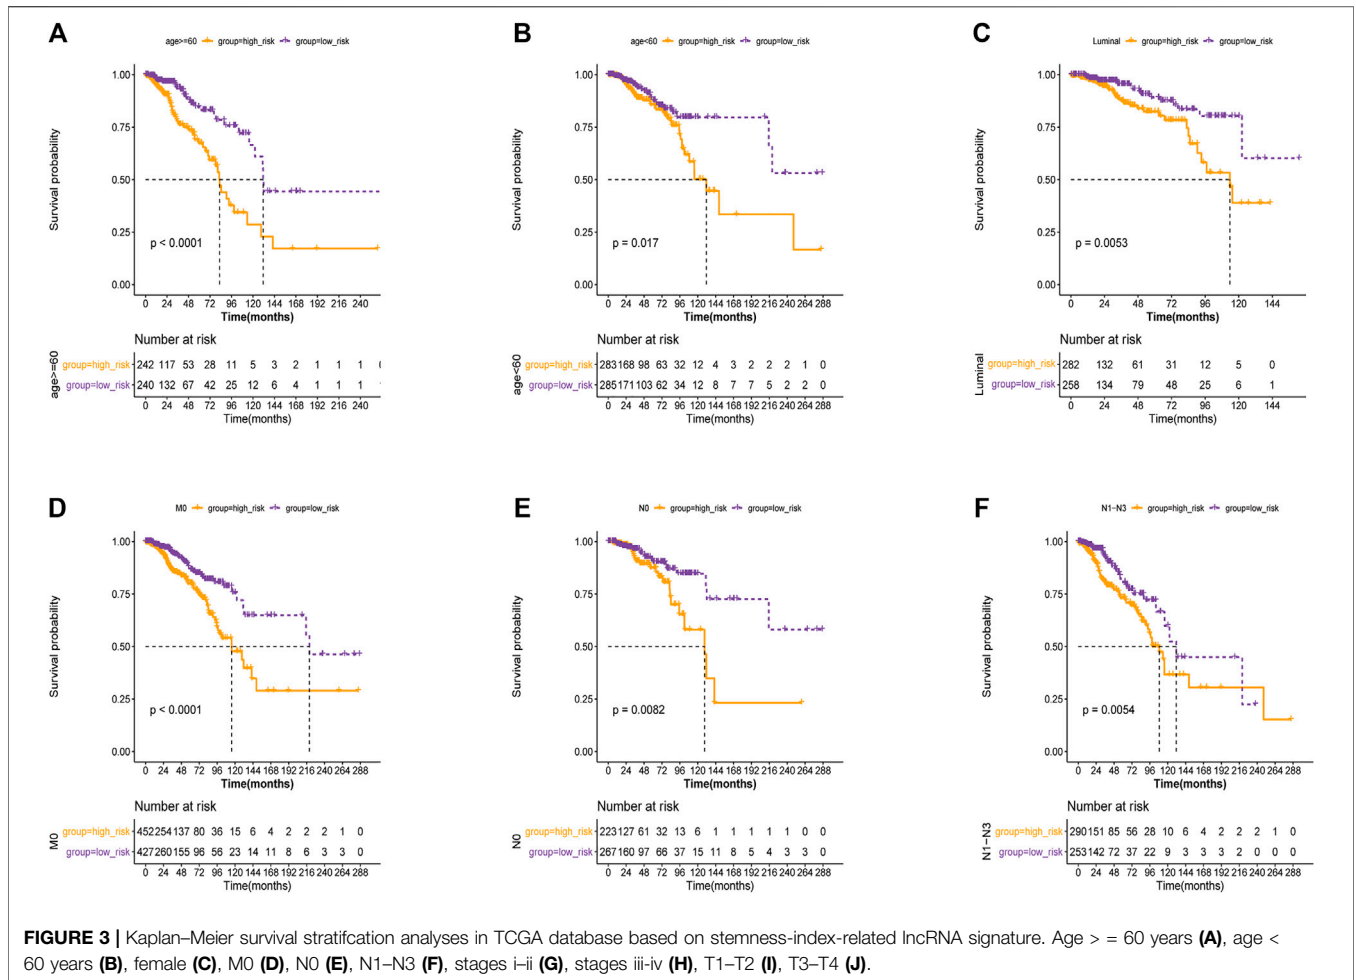 A
age>=60 group=high_risk group=low_risk
1.00
0.75
0.50
0.25
0.00
Survival probability
p < 0.0001
0 24 48 72 96 120 144 168 192 216 240
Time(months)
Number at risk
age>=60
group=high_risk 242 117 53 28 11 5 3 2 1 1 1
group=low_risk 240 132 67 42 25 12 6 4 1 1 1
0 24 48 72 96 120 144 168 192 216 240
Time(months)
B
age<60 group=high_risk group=low_risk
1.00
0.75
0.50
0.25
0.00
Survival probability
p = 0.017
0 24 48 72 96 120 144 168 192 216 240 264 288
Time(months)
Number at risk
age<60
group=high_risk 283 168 98 63 32 12 4 3 2 2 2 1 0
group=low_risk 285 171 103 62 34 12 8 7 7 5 2 2 0
0 24 48 72 96 120 144 168 192 216 240 264 288
Time(months)
C
Luminal group=high_risk group=low_risk
1.00
0.75
0.50
0.25
0.00
Survival probability
p = 0.0053
0 24 48 72 96 120 144
Time(months)
Number at risk
Luminal
group=high_risk 282 132 61 31 12 5 0
group=low_risk 258 134 79 48 25 6 1
0 24 48 72 96 120 144
Time(months)
D
M0 group=high_risk group=low_risk
1.00
0.75
0.50
0.25
0.00
Survival probability
p < 0.0001
0 24 48 72 96 120 144 168 192 216 240 264 288
Time(months)
Number at risk
M0
group=high_risk 452 254 137 80 36 15 6 4 2 2 2 1 0
group=low_risk 427 260 155 96 56 23 14 11 8 6 3 3 0
0 24 48 72 96 120 144 168 192 216 240 264 288
Time(months)
E
N0 group=high_risk group=low_risk
1.00
0.75
0.50
0.25
0.00
Survival probability
p = 0.0082
0 24 48 72 96 120 144 168 192 216 240 264 288
Time(months)
Number at risk
N0
group=high_risk 223 127 61 32 13 6 1 1 1 1 1 0 0
group=low_risk 267 160 97 66 37 15 11 8 5 4 3 3 0
0 24 48 72 96 120 144 168 192 216 240 264 288
Time(months)
F
N1−N3 group=high_risk group=low_risk
1.00
0.75
0.50
0.25
0.00
Survival probability
p = 0.0054
0 24 48 72 96 120 144 168 192 216 240 264 288
Time(months)
Number at risk
N1−N3
group=high_risk 290 151 85 56 28 10 6 4 2 2 2 1 0
group=low_risk 253 142 72 37 22 9 3 3 3 2 0 0 0
0 24 48 72 96 120 144 168 192 216 240 264 288
Time(months)
FIGURE 3 | Kaplan–Meier survival stratifcation analyses in TCGA database based on stemness-index-related lncRNA signature. Age > = 60 years (A), age <
60 years (B), female (C), M0 (D), N0 (E), N1–N3 (F), stages i–ii (G), stages iii-iv (H), T1–T2 (I), T3–T4 (J).